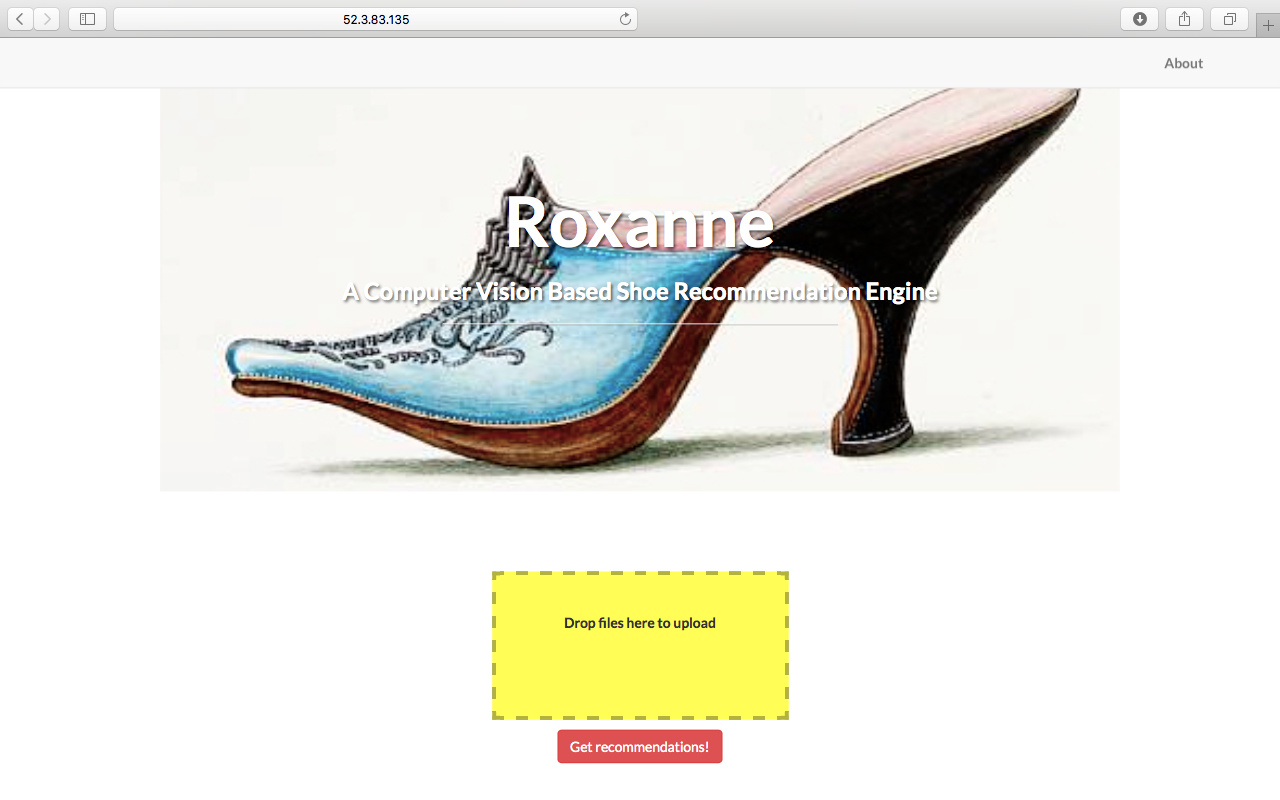 52.3.83.135
About
Roxanne
A Computer Vision Based Shoe Recommendation Engine
Drop files here to upload
Get recommendations!